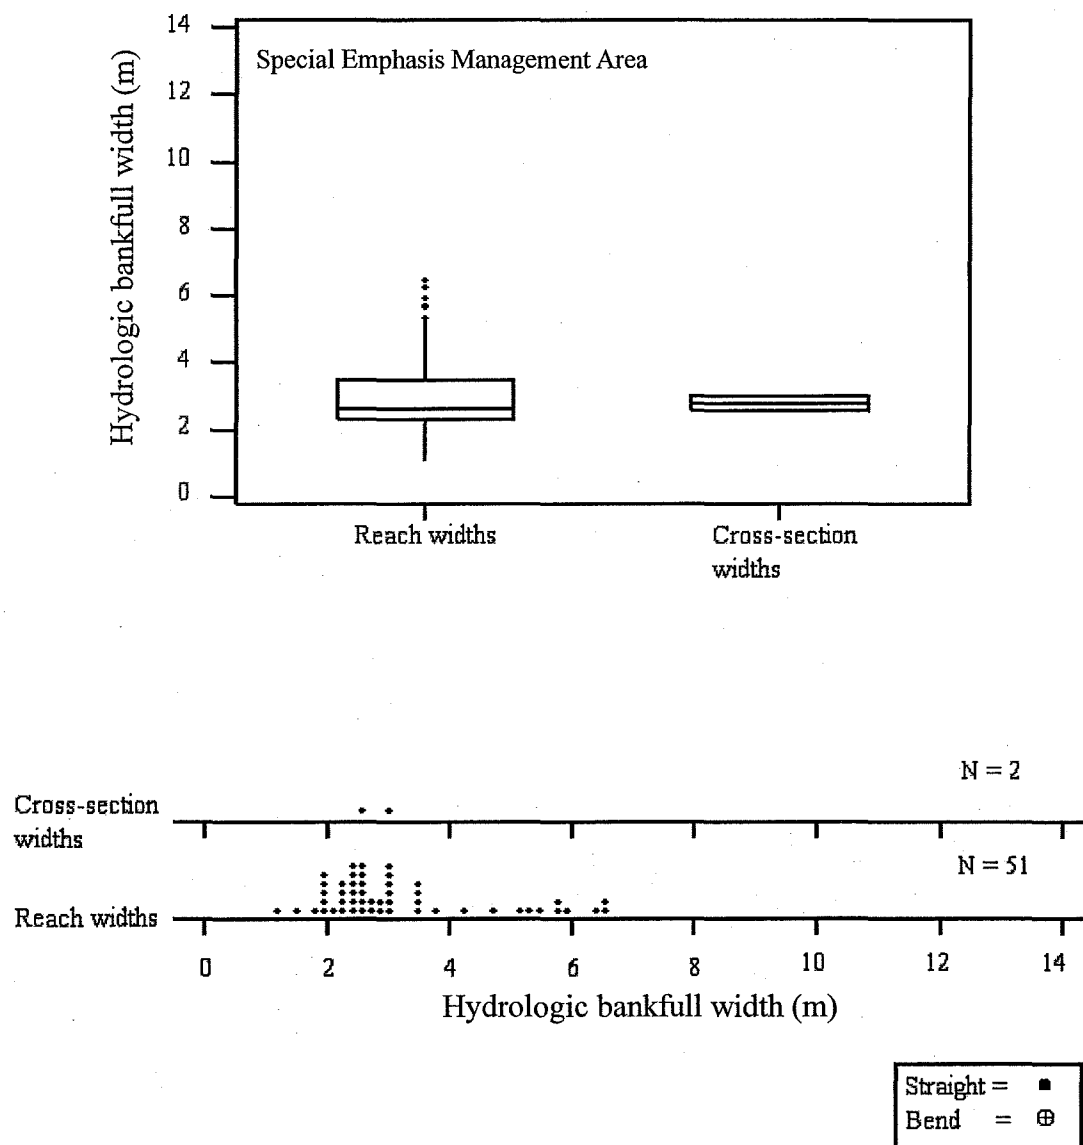 Special Emphasis Management Area
Hydrologic bankfull width (m)
14
12
10
8
6
4
2
0
Reach widths
Cross-section
widths
N = 2
Cross-section
widths
N = 51
Reach widths
0 2 4 6 8 10 12 14
Hydrologic bankfull width (m)
Straight =
Bend =